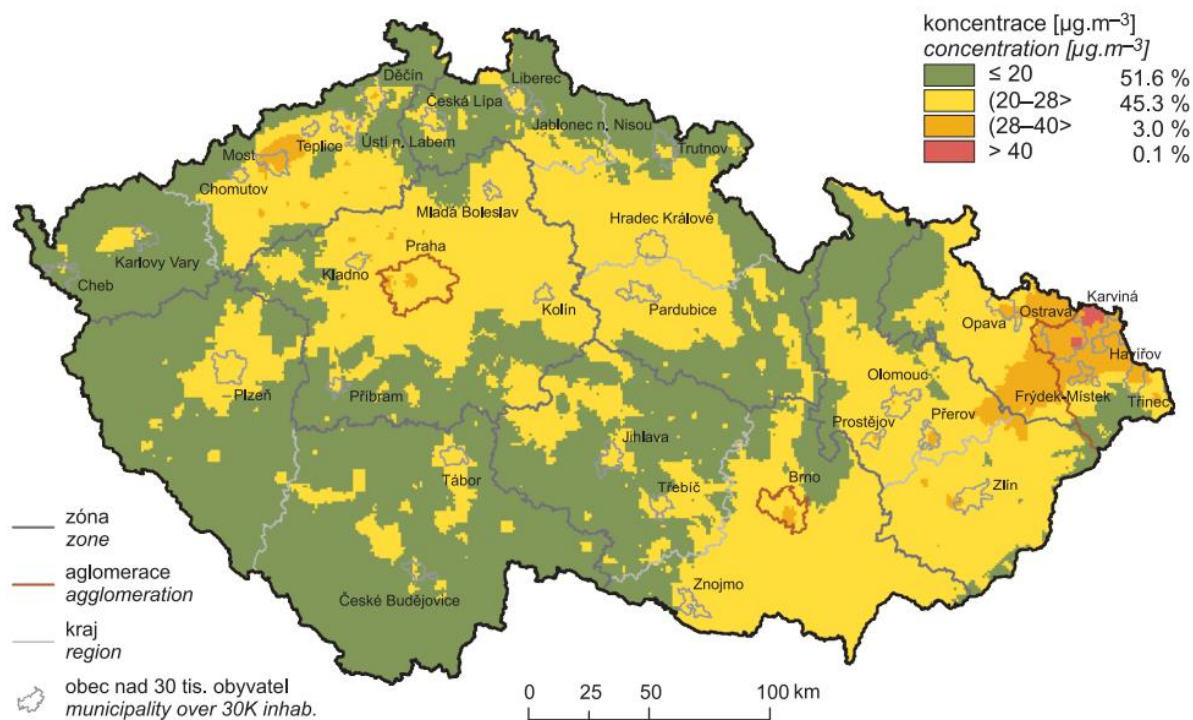 koncentrace [µg.m⁻³]
concentration [µg.m⁻³]
≤ 20 51.6 %
(20–28> 45.3 %
(28–40> 3.0 %
> 40 0.1 %
Děčín
Liberec
Česká Lípa
Jablonec n. Nisou
Teplice
Ústí n. Labem
Trutnov
Most
Chomutov
Mladá Boleslav
Hradec Králové
Praha
Karlovy Vary
Kladno
Cheb
Kolín
Pardubice
Opava
Ostrava
Karviná
Havířov
Olomouc
Plzeň
Příbram
Frýdek-Místek
Třinec
Prostějov
Přerov
Jihlava
Tábor
Třebíč
Brno
Zlín
Znojmo
České Budějovice
zóna
zone
aglomerace
agglomeration
kraj
region
obec nad 30 tis. obyvatel
municipality over 30K inhab.
0 25 50 100 km